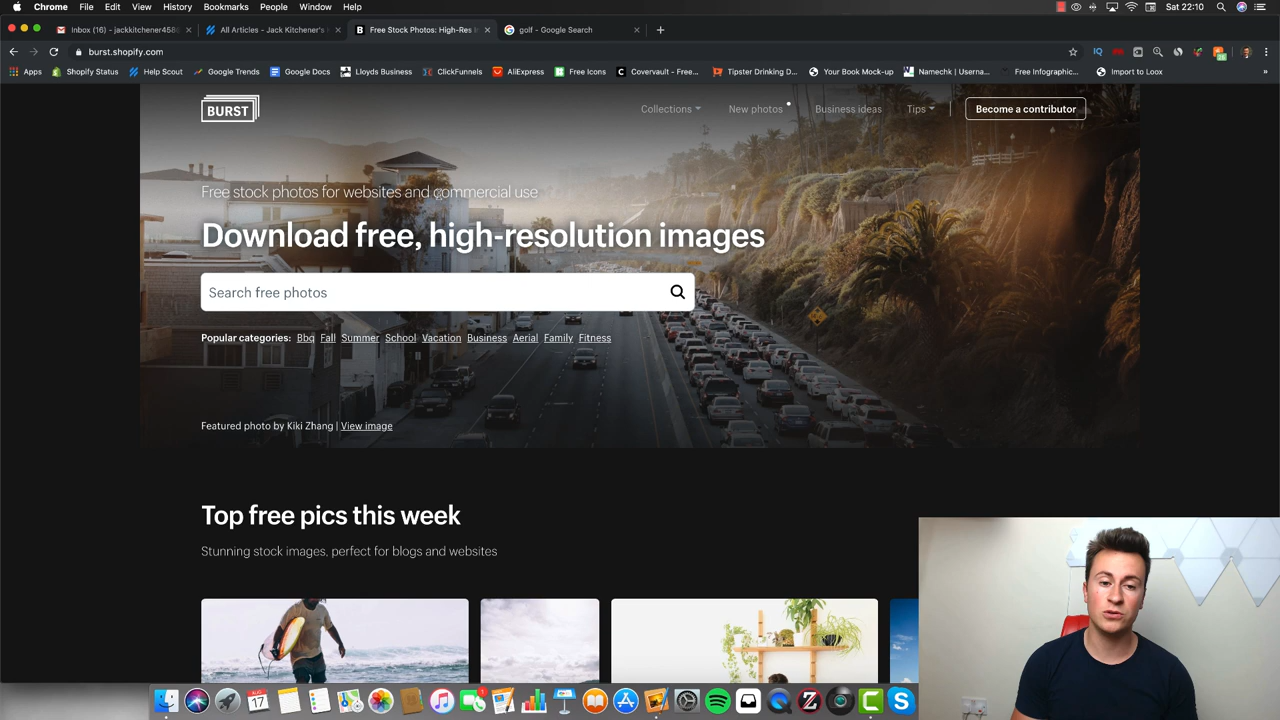 Chrome File Edit View History Bookmarks People Window Help
Sat 22:10
Inbox (16) - jackkitchener458
All Articles - Jack Kitchener's
Free Stock Photos: High-Res
golf - Google Search
burst.shopify.com
Apps
Shopify Status
Help Scout
Google Trends
Google Docs
Lloyds Business
ClickFunnels
AliExpress
Free Icons
Covervault - Free...
Tipster Drinking D...
Your Book Mock-up
Namechk | Userna...
Free Infographic...
Import to Loox
»
BURST
Collections
New photos
Business ideas
Tips
Become a contributor
Free stock photos for websites and commercial use
Download free, high-resolution images
Search free photos
Popular categories: Bbq Fall Summer School Vacation Business Aerial Family Fitness
Featured photo by Kiki Zhang | View image
Top free pics this week
Stunning stock images, perfect for blogs and websites
AUG
17